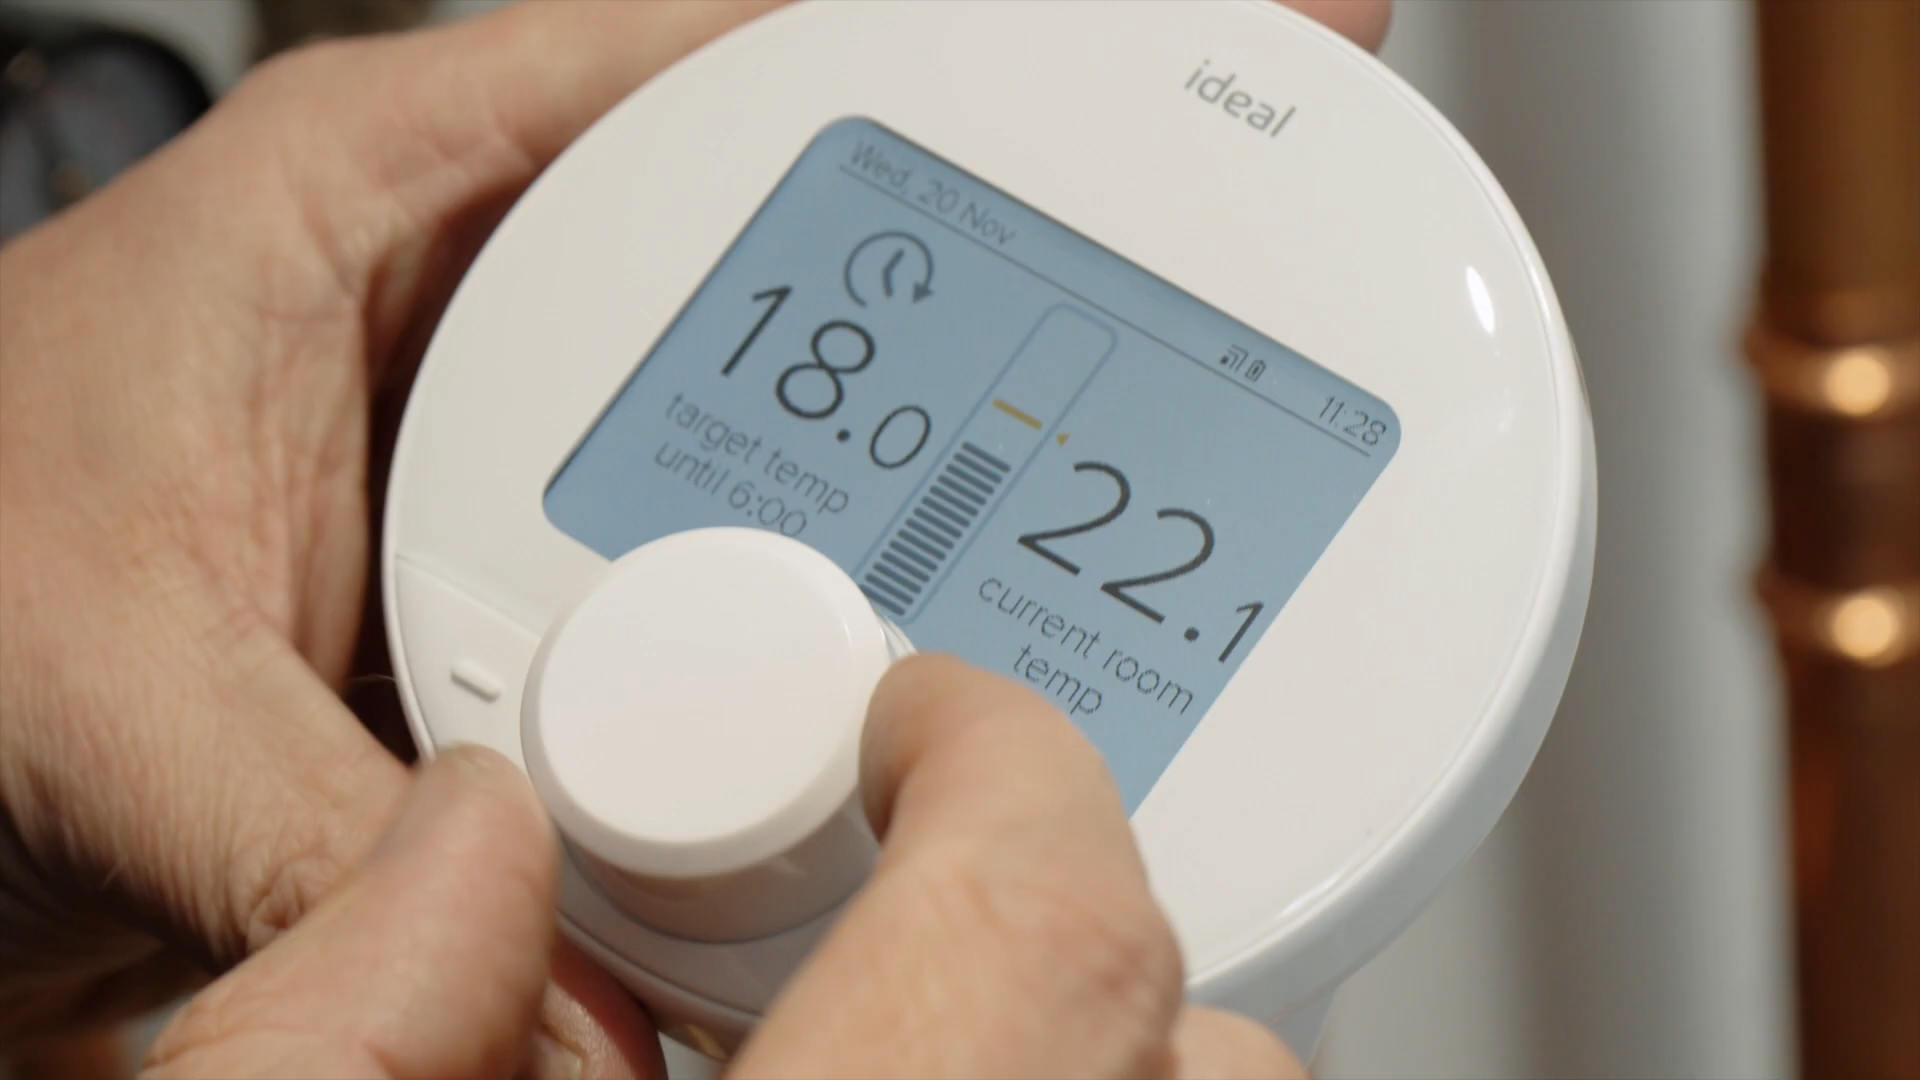 ideal
Wed, 20 Nov
11:28
18.0
target temp
until 6:00
22.1
current room
temp